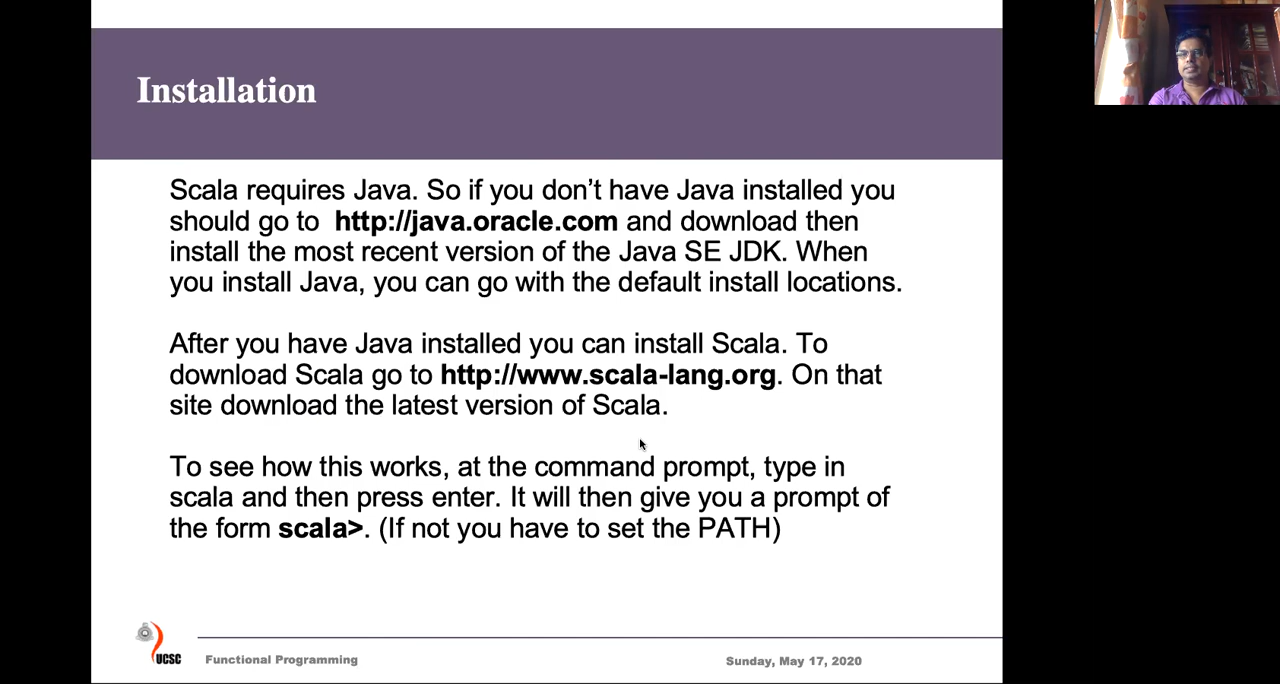 Installation
Scala requires Java. So if you don’t have Java installed you
should go to  http://java.oracle.com and download then
install the most recent version of the Java SE JDK. When
you install Java, you can go with the default install locations.
After you have Java installed you can install Scala. To
download Scala go to http://www.scala-lang.org. On that
site download the latest version of Scala.
To see how this works, at the command prompt, type in
scala and then press enter. It will then give you a prompt of
the form scala>. (If not you have to set the PATH)
UCSC
Functional Programming
Sunday, May 17, 2020